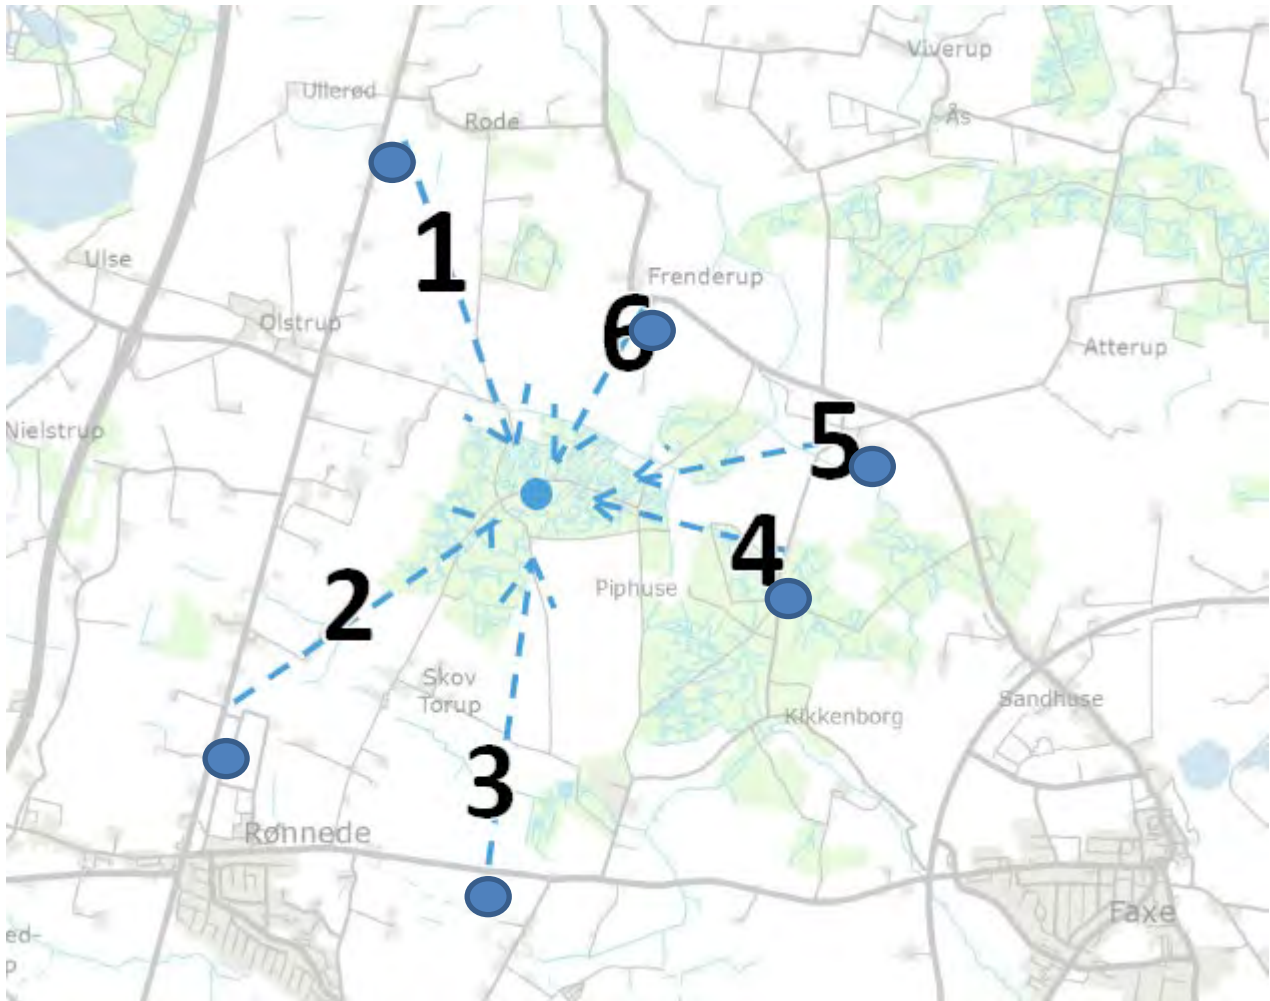 Viverup
Ullerød
Rode
Ås
1
Ulse
Frenderup
6
Olstrup
Atterup
Nielstrup
5
4
2
Piphuse
Skov
Torup
Sandhuse
Kikkenborg
3
Rønnede
Faxe
ed-
p